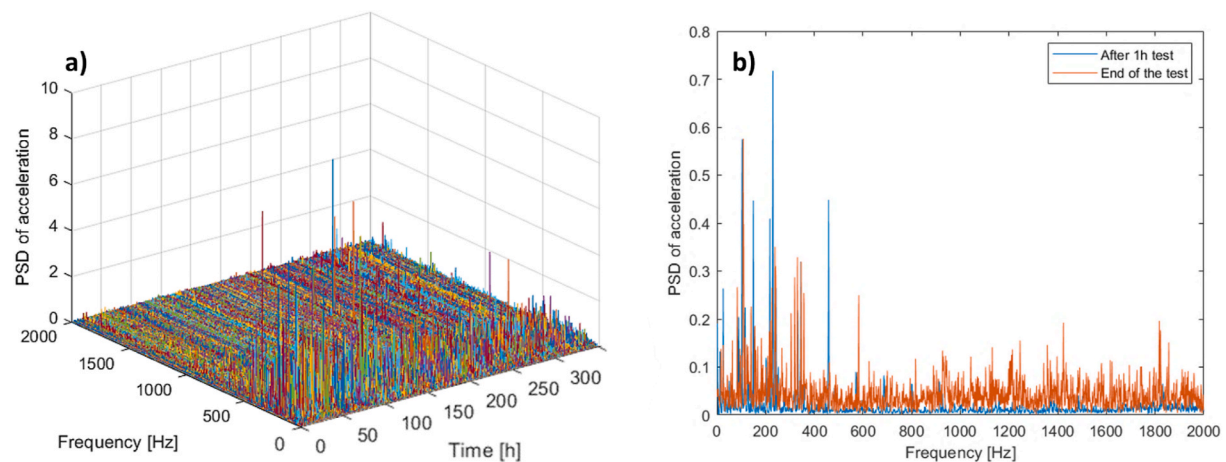 a)
10
8
6
4
2
0
PSD of acceleration
2000
1500
1000
500
0
Frequency [Hz]
0
50
100
150
200
250
300
Time [h]
b)
0.8
0.7
0.6
0.5
0.4
0.3
0.2
0.1
0
PSD of acceleration
After 1h test
End of the test
0 200 400 600 800 1000 1200 1400 1600 1800 2000
Frequency [Hz]